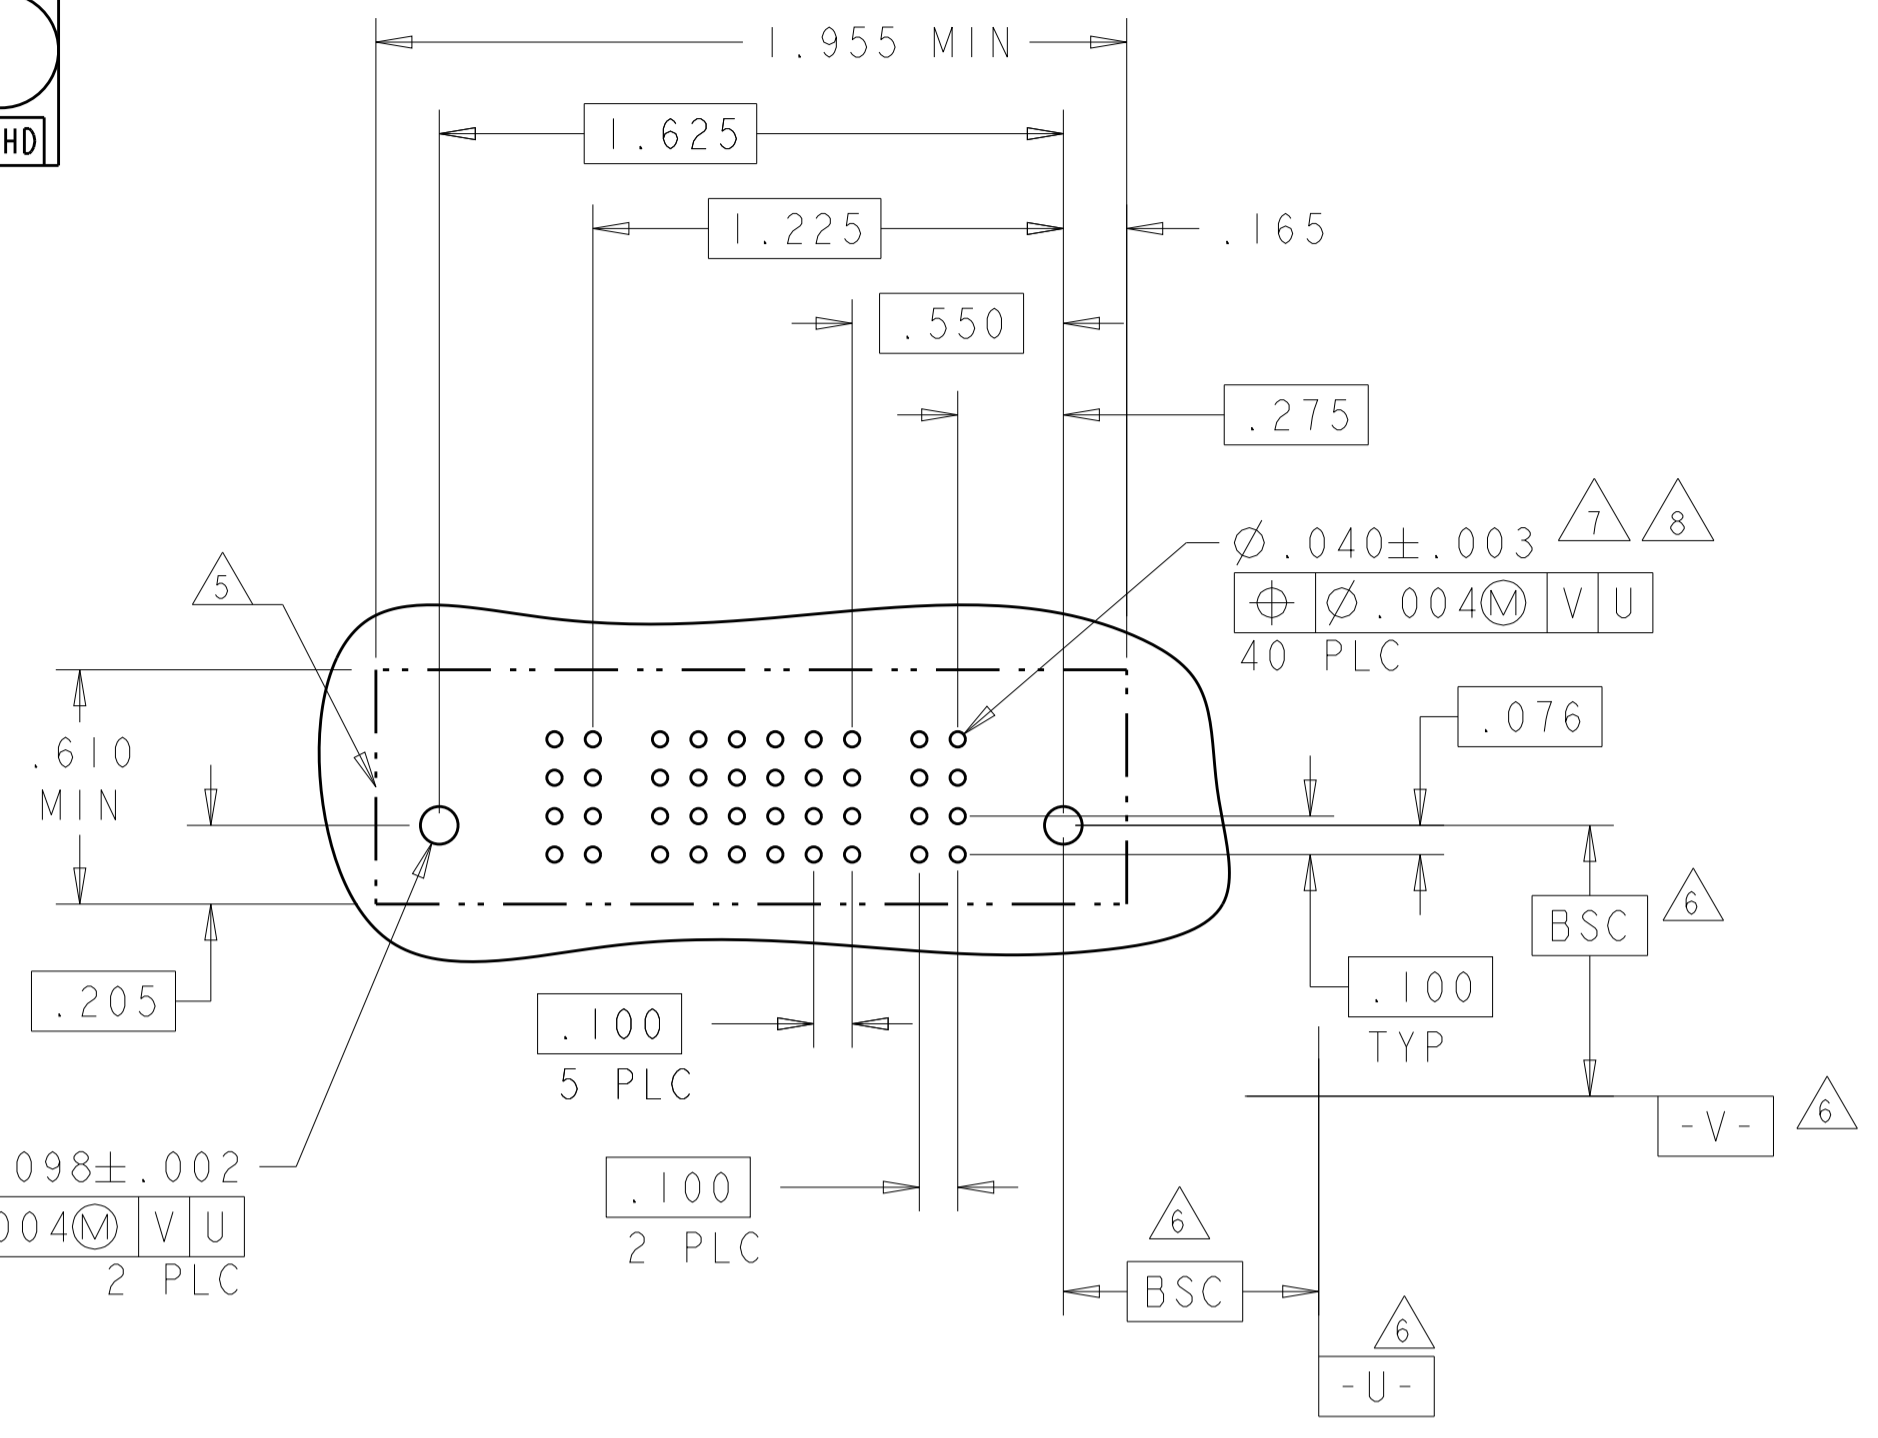 HD
1.955 MIN
1.625
1.225
.165
.550
.275
Ø.040±.003
7
8
⌖ Ø.004Ⓜ V U
40 PLC
5
.076
.610
MIN
BSC
6
.205
.100
5 PLC
.100
TYP
-V-
6
098±.002
004Ⓜ V U
2 PLC
.100
2 PLC
6
BSC
6
-U-